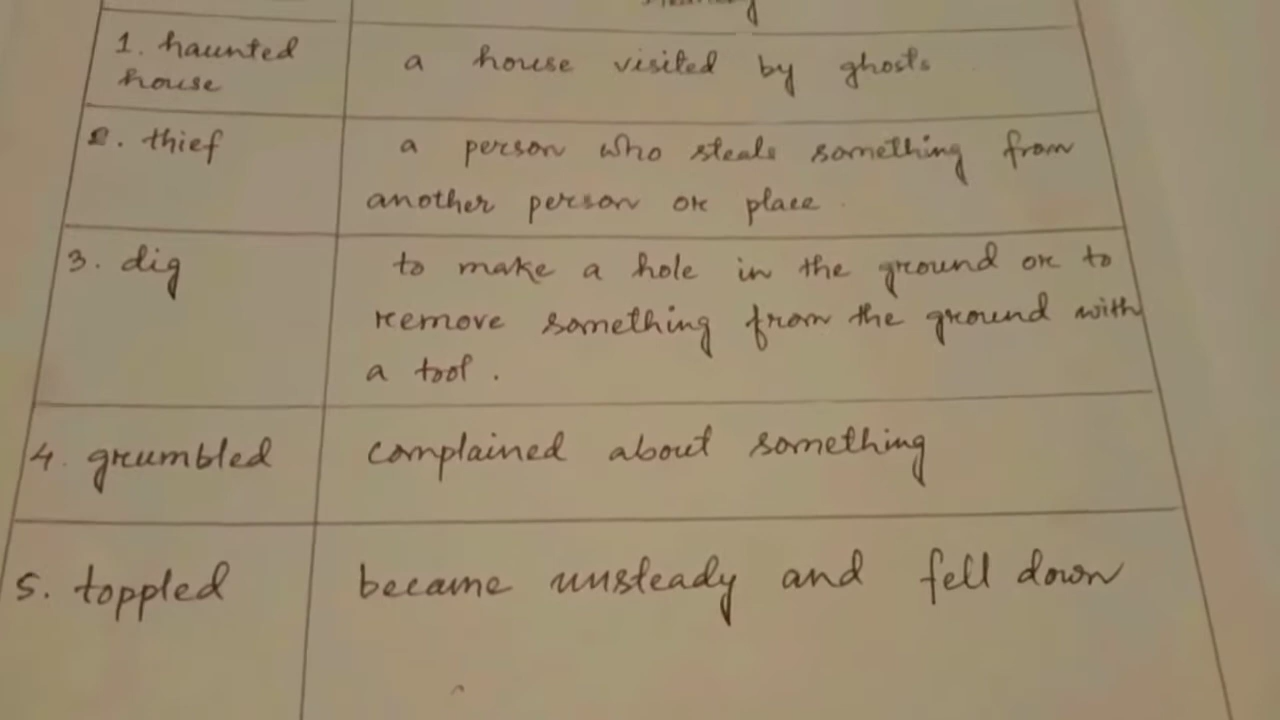 1. haunted house
a house visited by ghosts
2. thief
a person who steals something from
another person or place
3. dig
to make a hole in the ground or to
remove something from the ground with
a tool.
4. grumbled
complained about something
5. toppled
became unsteady and fell down